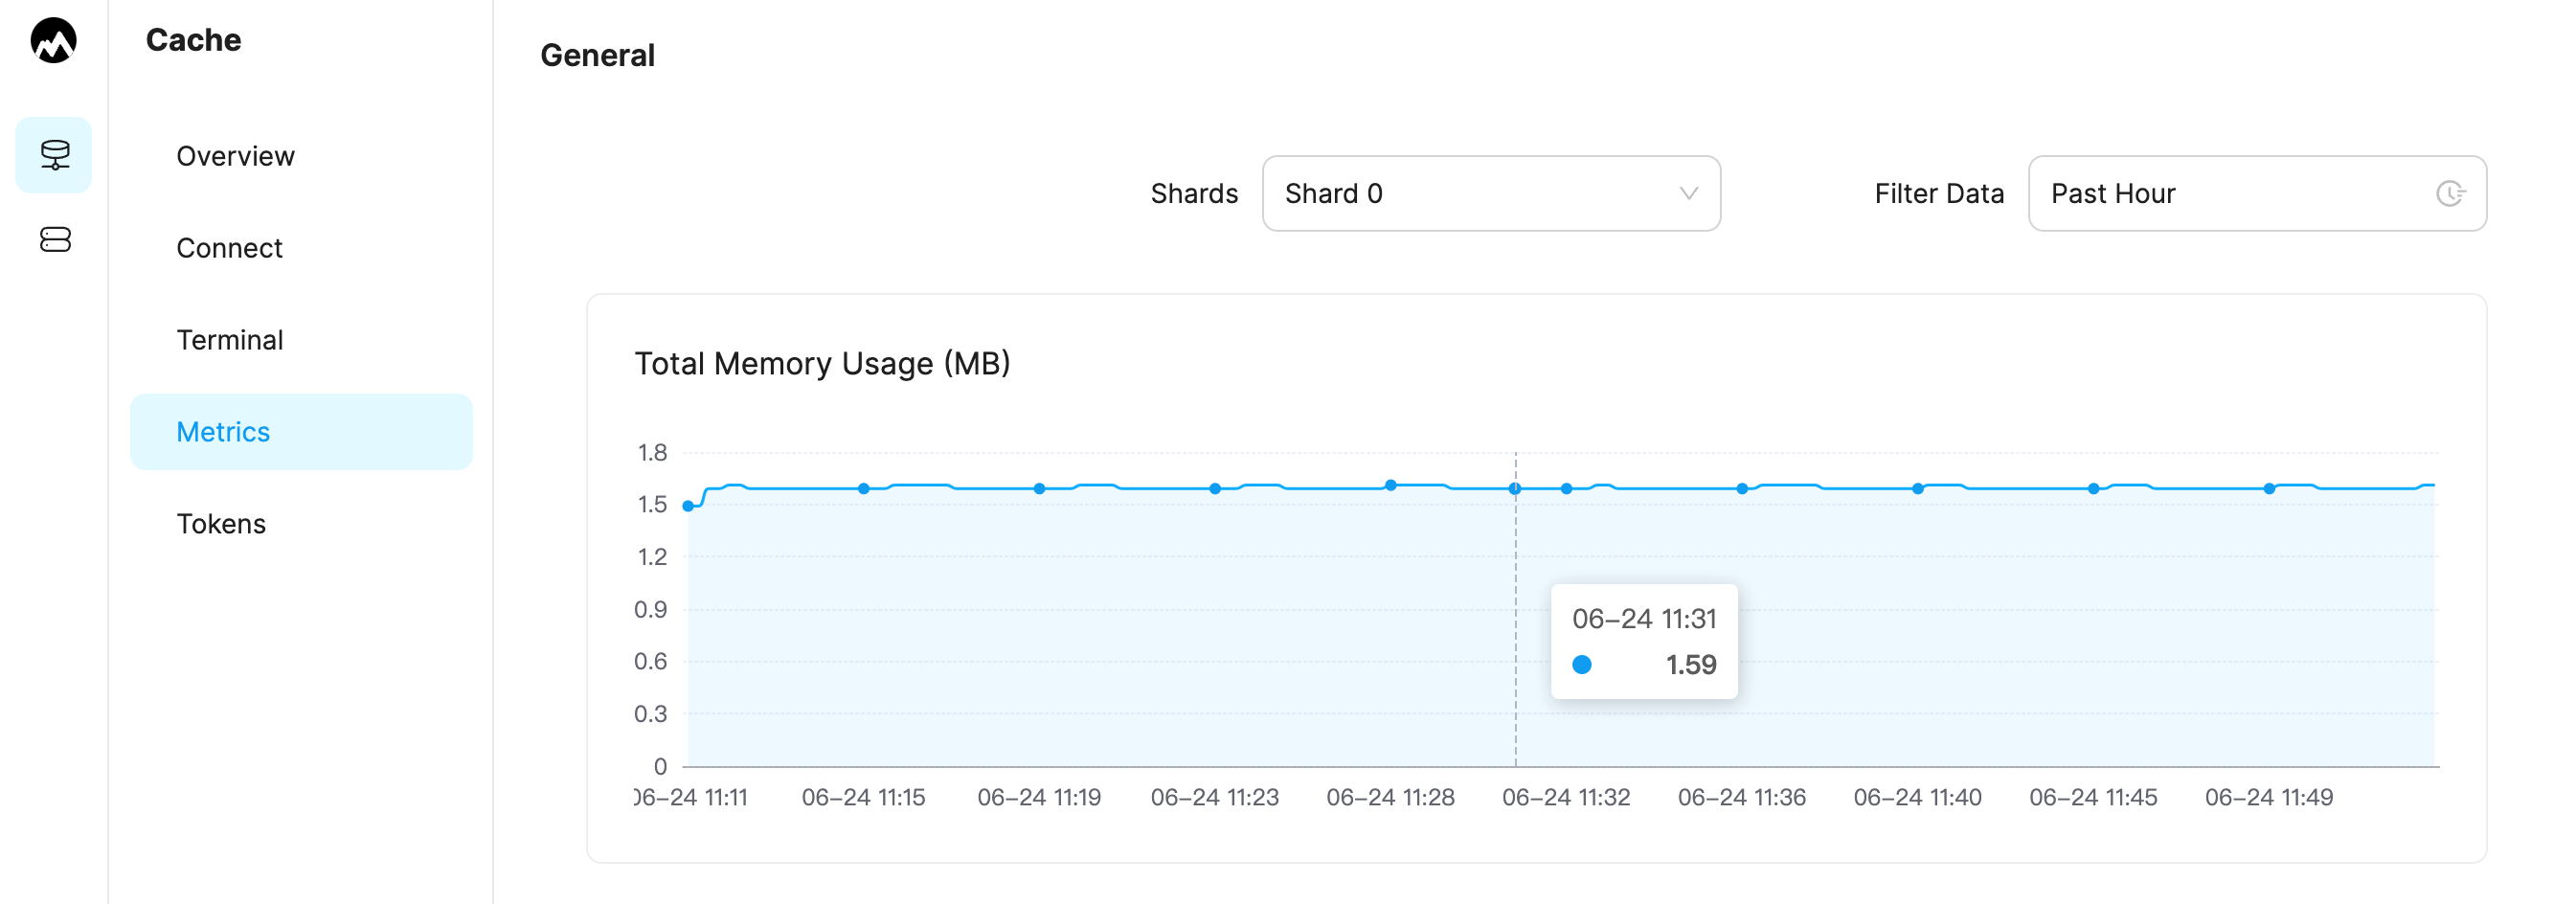 Cache
Overview
Connect
Terminal
Metrics
Tokens
General
Shards
Shard 0
Filter Data
Past Hour
Total Memory Usage (MB)
1.8
1.5
1.2
0.9
0.6
0.3
0
06-24 11:31
1.59
06-24 11:11
06-24 11:15
06-24 11:19
06-24 11:23
06-24 11:28
06-24 11:32
06-24 11:36
06-24 11:40
06-24 11:45
06-24 11:49